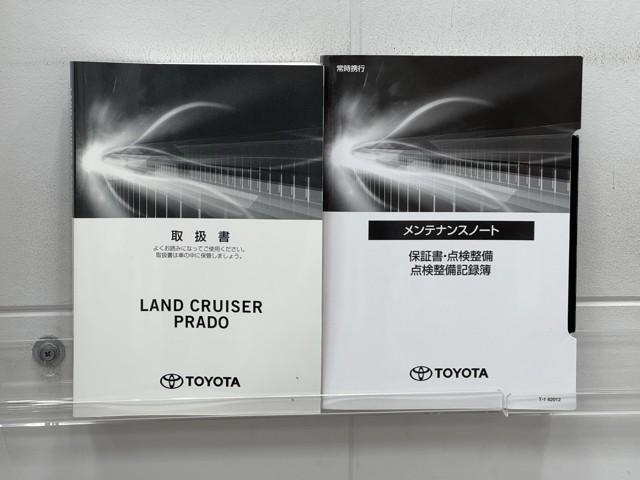 取扱書
よくお読みになってご使用ください。
取扱書は車の中に保管しましょう。
LAND CRUISER
PRADO
TOYOTA
常時携行
メンテナンスノート
保証書・点検整備
点検整備記録簿
TOYOTA
T-1 62012